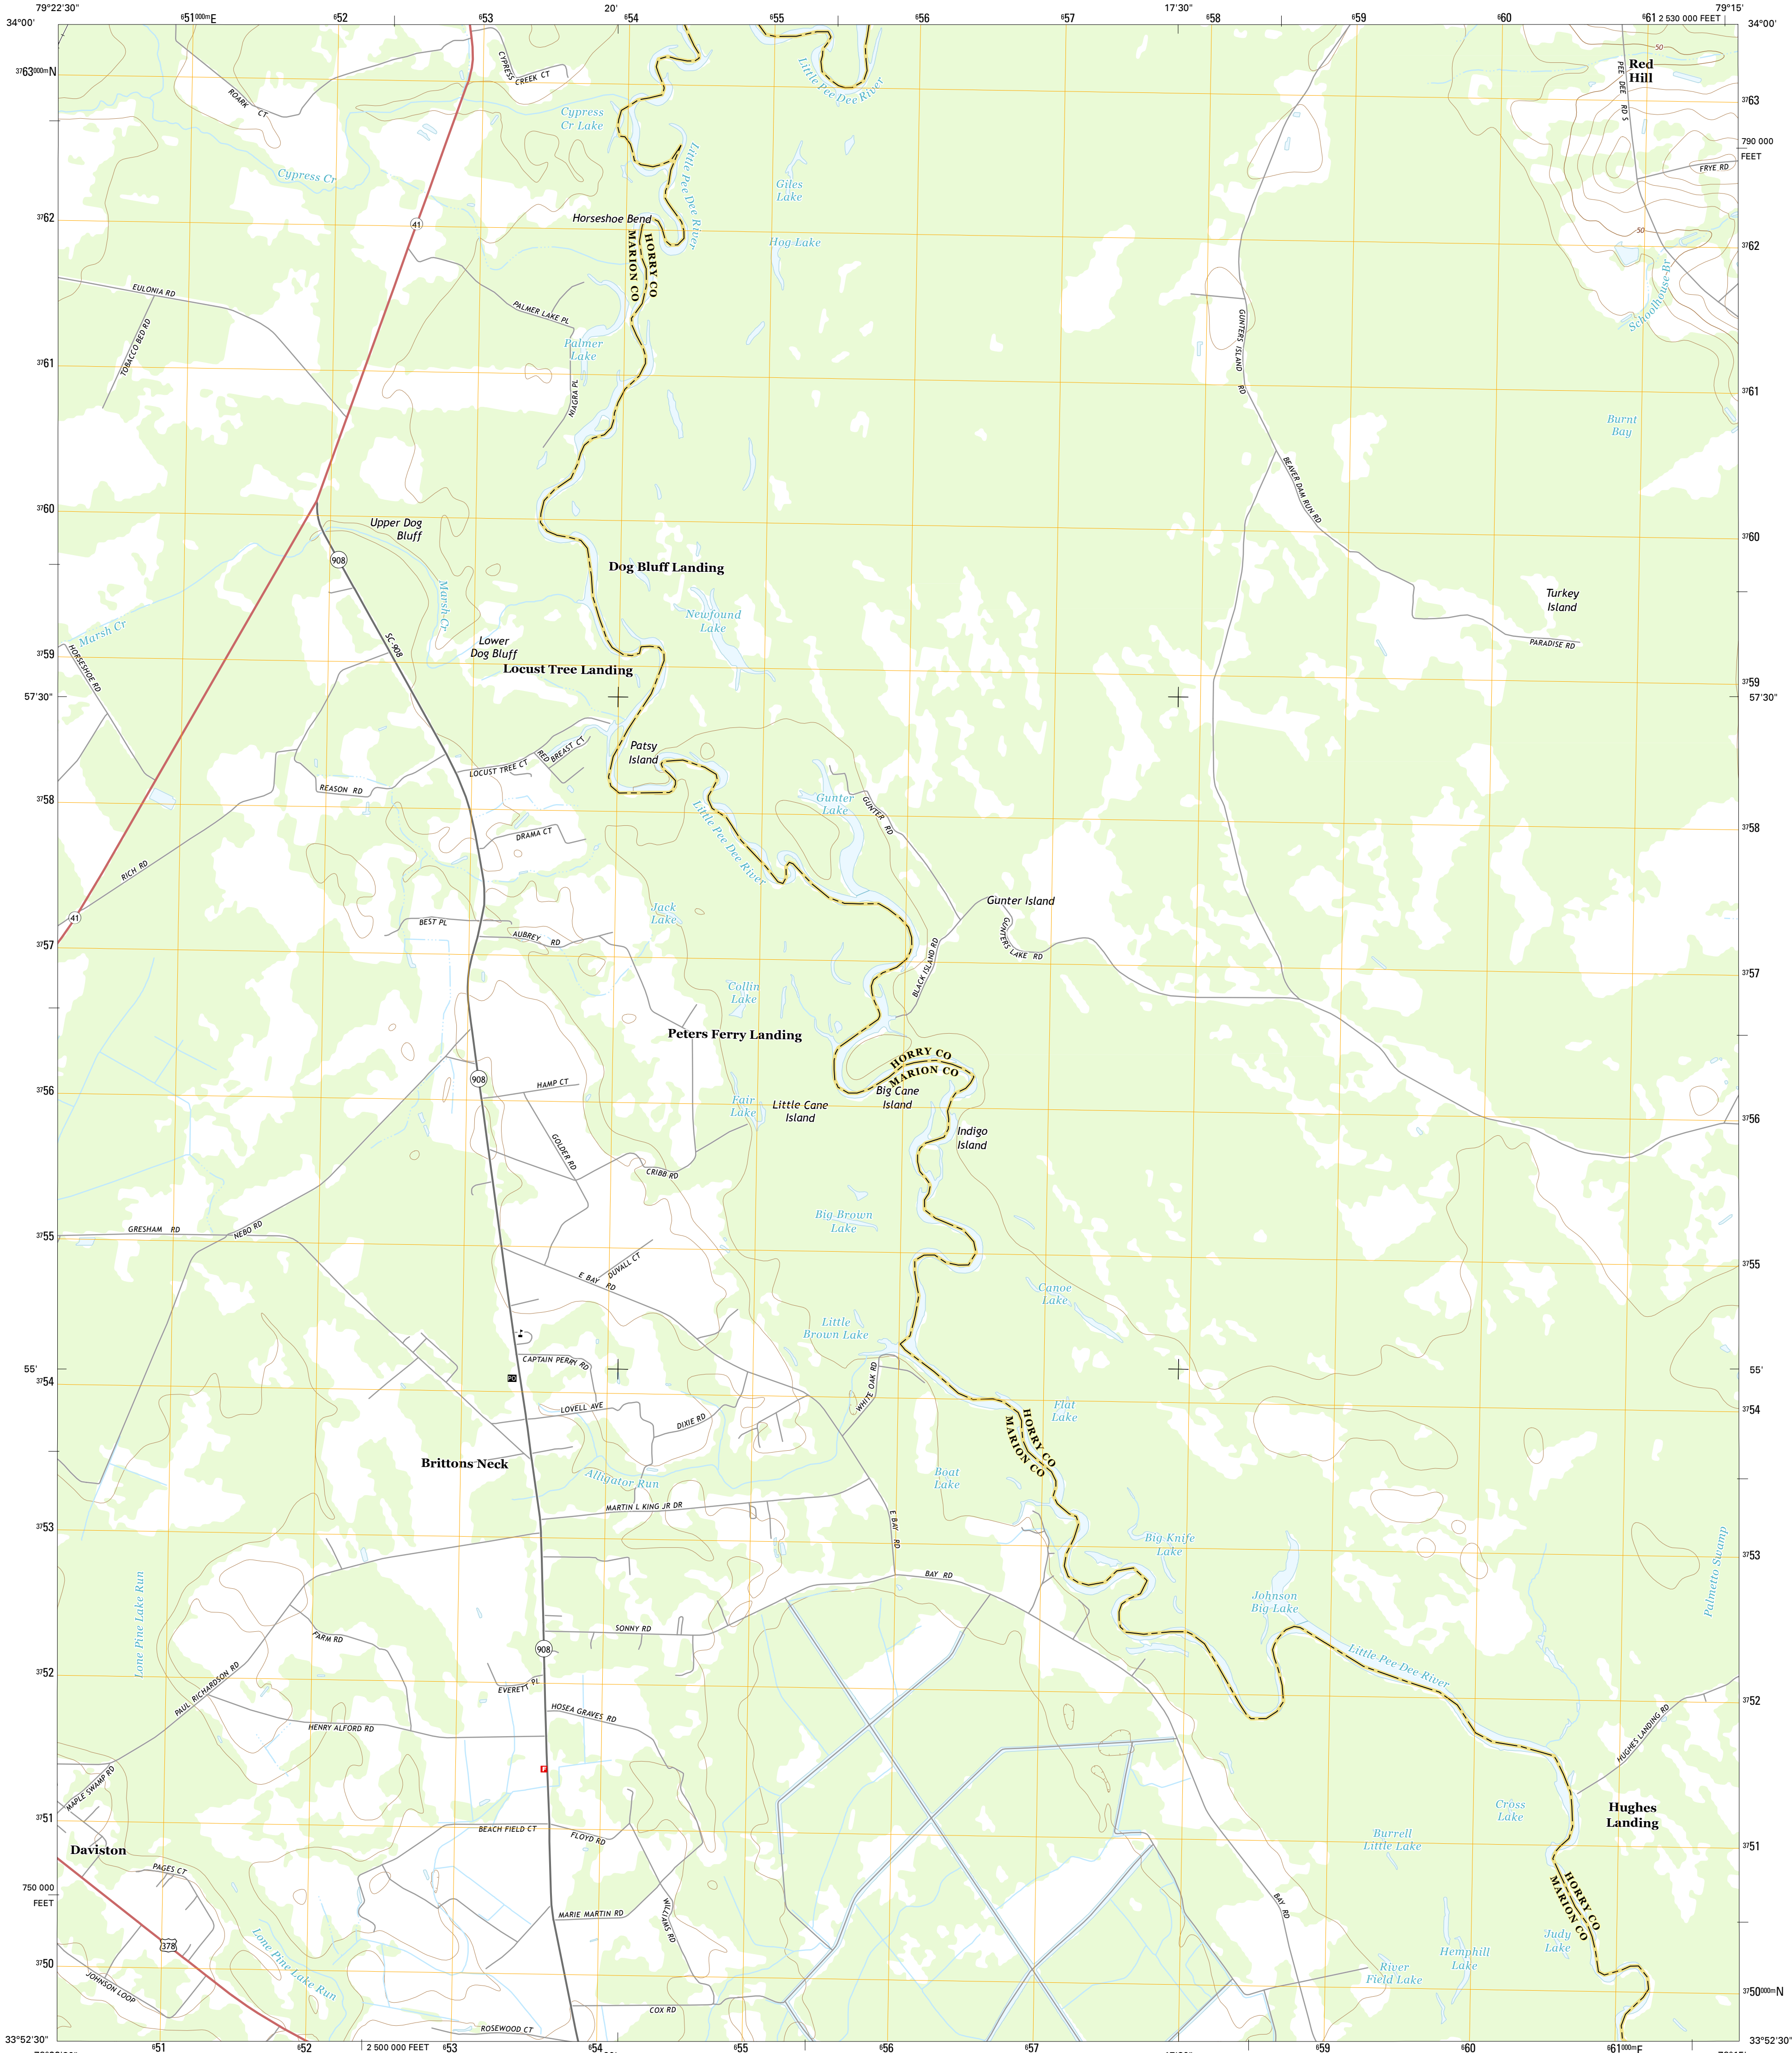 79°22'30"
⁶51⁰⁰⁰ᵐE
⁶52
⁶53
20'
⁶54
⁶55
⁶56
⁶57
17'30"
⁶58
⁶59
⁶60
⁶61
2 530 000 FEET
79°15'
34°00'
34°00'
³⁷63⁰⁰⁰ᵐN
³⁷62
³⁷61
³⁷60
³⁷59
57'30"
³⁷58
³⁷57
³⁷56
³⁷55
55'
³⁷54
³⁷53
³⁷52
³⁷51
750 000
FEET
³⁷50
33°52'30"
³⁷63
790 000
FEET
³⁷62
³⁷61
³⁷60
³⁷59
57'30"
³⁷58
³⁷57
³⁷56
³⁷55
55'
³⁷54
³⁷53
³⁷52
³⁷51
³⁷50⁰⁰⁰ᵐN
33°52'30"
CYPRESS
CREEK CT
ROARK CT
Cypress
Cr Lake
Little Pee Dee River
50
Red
Hill
PEE DEE RD S
FRYE RD
50
Schoolhouse Br
Cypress Cr
41
Little Pee Dee River
Giles
Lake
Horseshoe Bend
Hog Lake
HORRY CO
MARION CO
EULONIA RD
TOBACCO BED RD
PALMER LAKE PL
Palmer
Lake
NIAGRA PL
GUNTERS ISLAND RD
Burnt
Bay
BEAVER DAM RUN RD
Upper Dog
Bluff
908
Dog Bluff Landing
Turkey
Island
PARADISE RD
Marsh Cr
Marsh Cr
Newfound
Lake
SC-908
Lower
Dog Bluff
Locust Tree Landing
HORSESHOE RD
Patsy
Island
RED
BREAST CT
LOCUST TREE CT
REASON RD
Gunter
Lake
GUNTER RD
Little Pee Dee River
DRAMA CT
RICH RD
41
BEST PL
AUBREY RD
Jack
Lake
Gunter Island
GUNTERS LAKE RD
BLACK ISLAND RD
Collin
Lake
Peters Ferry Landing
HORRY CO
MARION CO
908
HAMP CT
Fair
Lake
Little Cane
Island
Big Cane
Island
Indigo
Island
GOLDER RD
CRIBB RD
Big Brown
Lake
GRESHAM RD
NEBO RD
E BAY RD
DUVALL CT
Canoe
Lake
Little
Brown Lake
CAPTAIN PERRY RD
PO
WHITE OAK RD
LOVELL AVE
DIXIE RD
Flat
Lake
HORRY CO
MARION CO
Brittons Neck
Alligator Run
Boat
Lake
MARTIN L KING JR DR
E BAY RD
Big Knife
Lake
Palmetto Swamp
BAY RD
Lone Pine Lake Run
Johnson
Big Lake
FARM RD
908
SONNY RD
Little Pee Dee River
PAUL RICHARDSON RD
EVERETT PL
HOSEA GRAVES RD
HENRY ALFORD RD
HUGHES LANDING RD
F
MAPLE SWAMP RD
Cross
Lake
Hughes
Landing
BEACH FIELD CT
FLOYD RD
Burrell
Little Lake
Daviston
PAGES CT
HORRY CO
MARION CO
WILLIAMS RD
MARIE MARTIN RD
BAY RD
Lone Pine Lake Run
378
Judy
Lake
Hemphill
Lake
River
Field Lake
JOHNSON LOOP
COX RD
ROSEWOOD CT
⁶51
⁶52
2 500 000 FEET
⁶53
⁶54
⁶55
⁶56
⁶57
⁶59
⁶60
⁶61⁰⁰⁰ᵐE